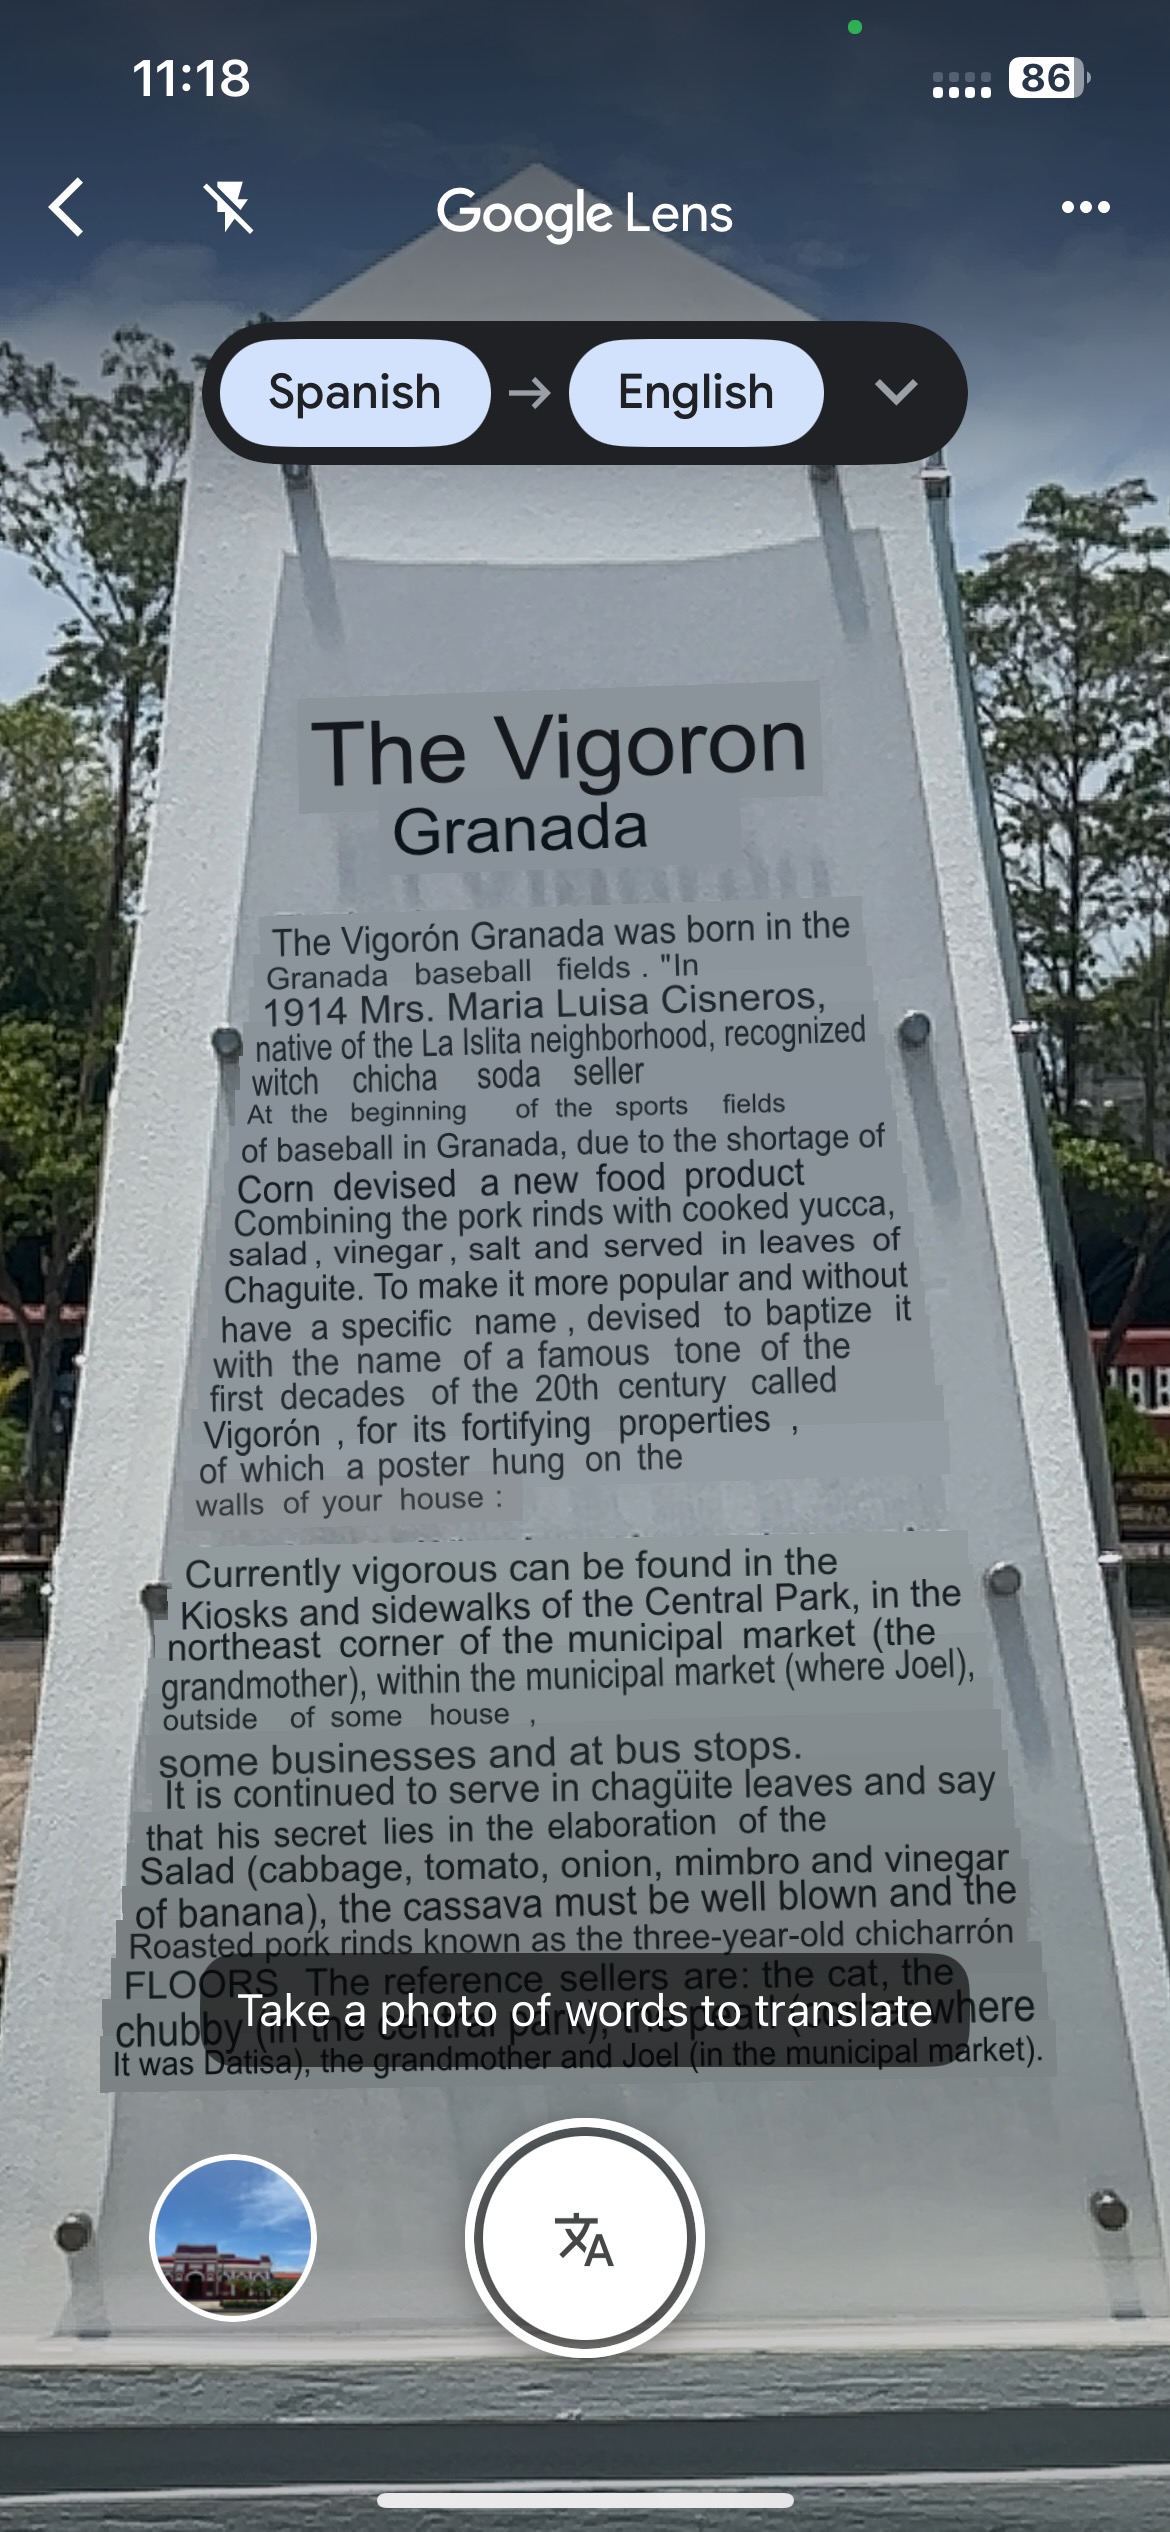 11:18
86
Google Lens
Spanish → English
The Vigoron
Granada
The Vigorón Granada was born in the
Granada baseball fields . "In
1914 Mrs. Maria Luisa Cisneros,
native of the La Islita neighborhood, recognized
witch chicha soda seller
At the beginning of the sports fields
of baseball in Granada, due to the shortage of
Corn devised a new food product
Combining the pork rinds with cooked yucca,
salad , vinegar , salt and served in leaves of
Chaguite. To make it more popular and without
have a specific name , devised to baptize it
with the name of a famous tone of the
first decades of the 20th century called
Vigorón , for its fortifying properties ,
of which a poster hung on the
walls of your house :
Currently vigorous can be found in the
Kiosks and sidewalks of the Central Park, in the
northeast corner of the municipal market (the
grandmother), within the municipal market (where Joel),
outside of some house ,
some businesses and at bus stops.
It is continued to serve in chagüite leaves and say
that his secret lies in the elaboration of the
Salad (cabbage, tomato, onion, mimbro and vinegar
of banana), the cassava must be well blown and the
Roasted pork rinds known as the three-year-old chicharrón
FLOORS. The reference sellers are: the cat, the
chubby (in the central park), the pearl where
It was Datisa), the grandmother and Joel (in the municipal market).
Take a photo of words to translate